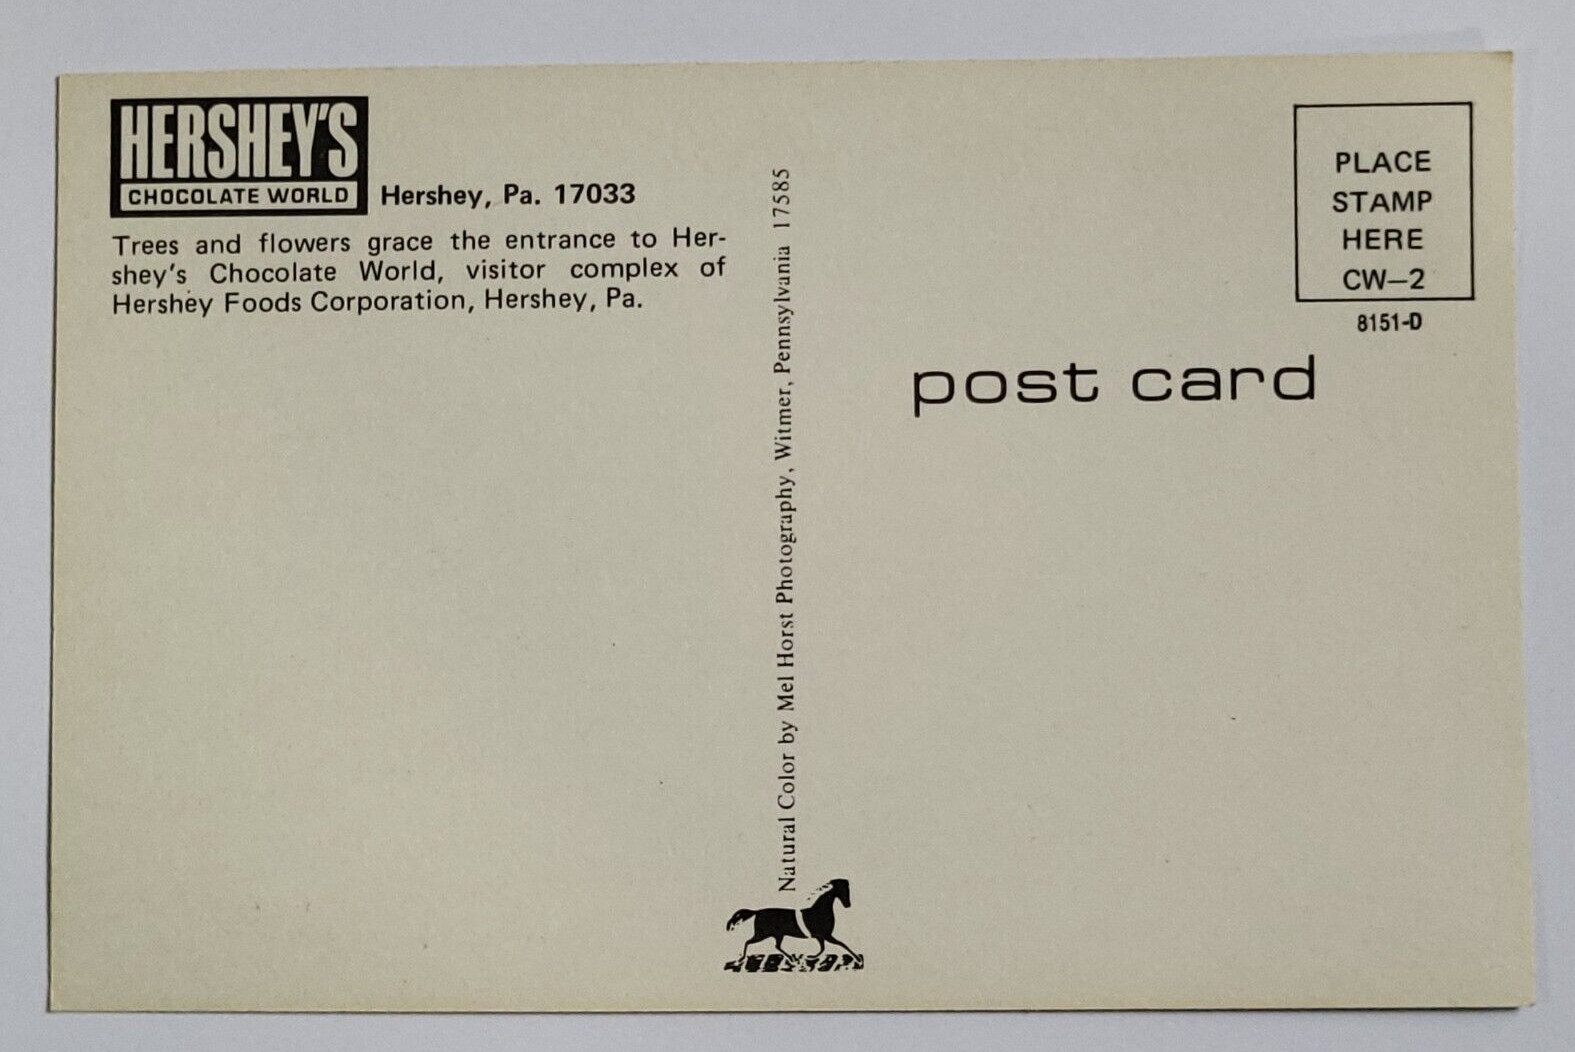 HERSHEY'S
CHOCOLATE WORLD
Hershey, Pa. 17033
Trees and flowers grace the entrance to Her-
shey's Chocolate World, visitor complex of
Hershey Foods Corporation, Hershey, Pa.
Natural Color by Mel Horst Photography, Witmer, Pennsylvania 17585
PLACE
STAMP
HERE
CW—2
8151-D
post card